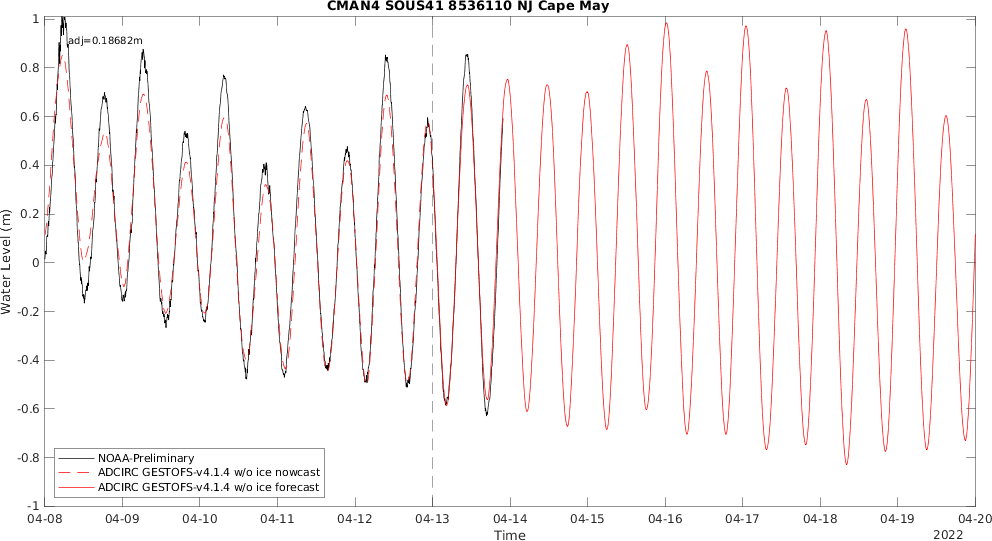 CMAN4 SOUS41 8536110 NJ Cape May
1
adj=0.18682m
0.8
0.6
0.4
0.2
0
-0.2
-0.4
-0.6
-0.8
-1
Water Level (m)
NOAA-Preliminary
ADCIRC GESTOFS-v4.1.4 w/o ice nowcast
ADCIRC GESTOFS-v4.1.4 w/o ice forecast
04-08 04-09 04-10 04-11 04-12 04-13 04-14 04-15 04-16 04-17 04-18 04-19 04-20
Time
2022